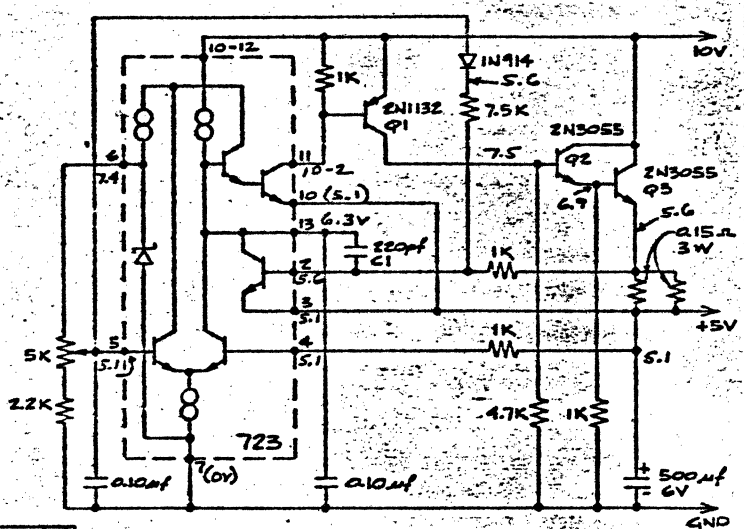 10-12
10V
1N914
5.6
1K
2N1132
Q1
7.5K
2N3055
11
10-2
7.5
Q2
2N3055
Q3
6
7.4
10 (5.1)
6.9
13 6.3V
5.6
220pf
C1
0.15Ω
3W
2
5.6
1K
3
5.1
+5V
5
5.1
1K
4
5.1
5.1
5K
2.2K
4.7K
1K
723
7 (0V)
0.10µf
0.10µf
+
500µf
- 6V
GND